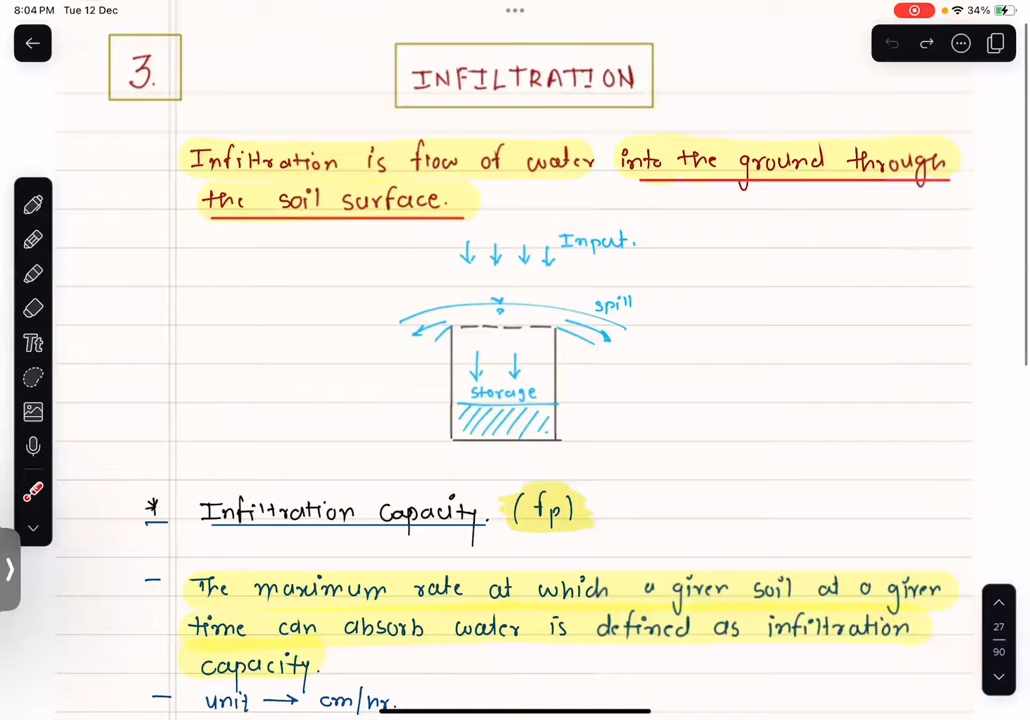 8:04 PM Tue 12 Dec
34%
3.
INFILTRATION
Infiltration is flow of water into the ground through
the soil surface.
Input.
spill
storage
* Infiltration Capacity. (fp)
- The maximum rate at which a given soil at a given
time can absorb water is defined as infiltration
capacity.
- unit → cm/hr.
Tt
27
90